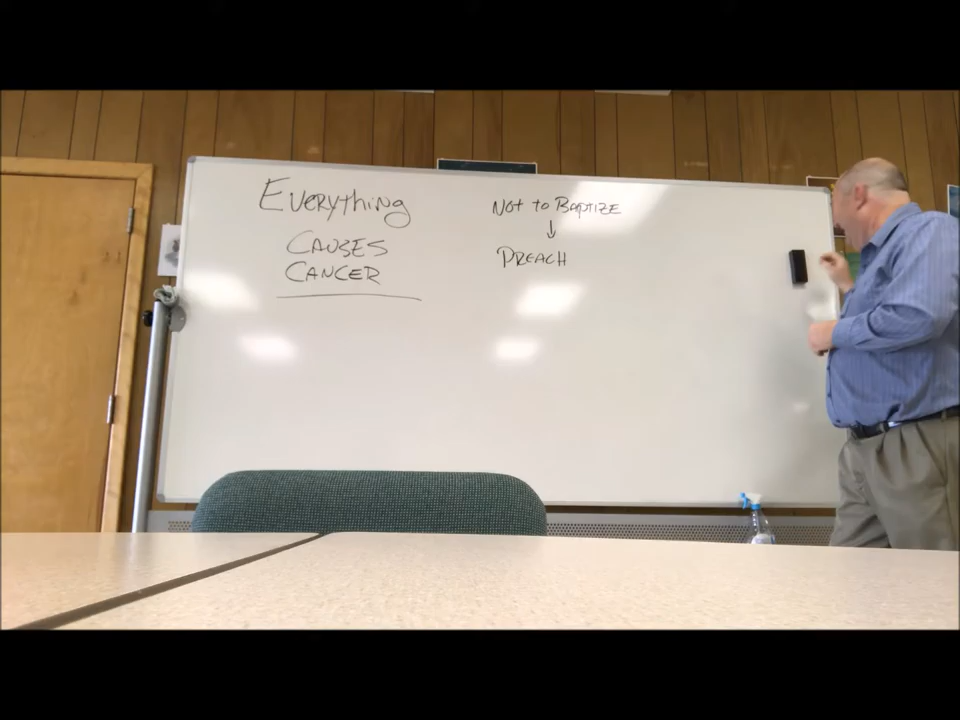 Everything
CAUSES
CANCER
Not to BAPTIZE
↓
PREACH